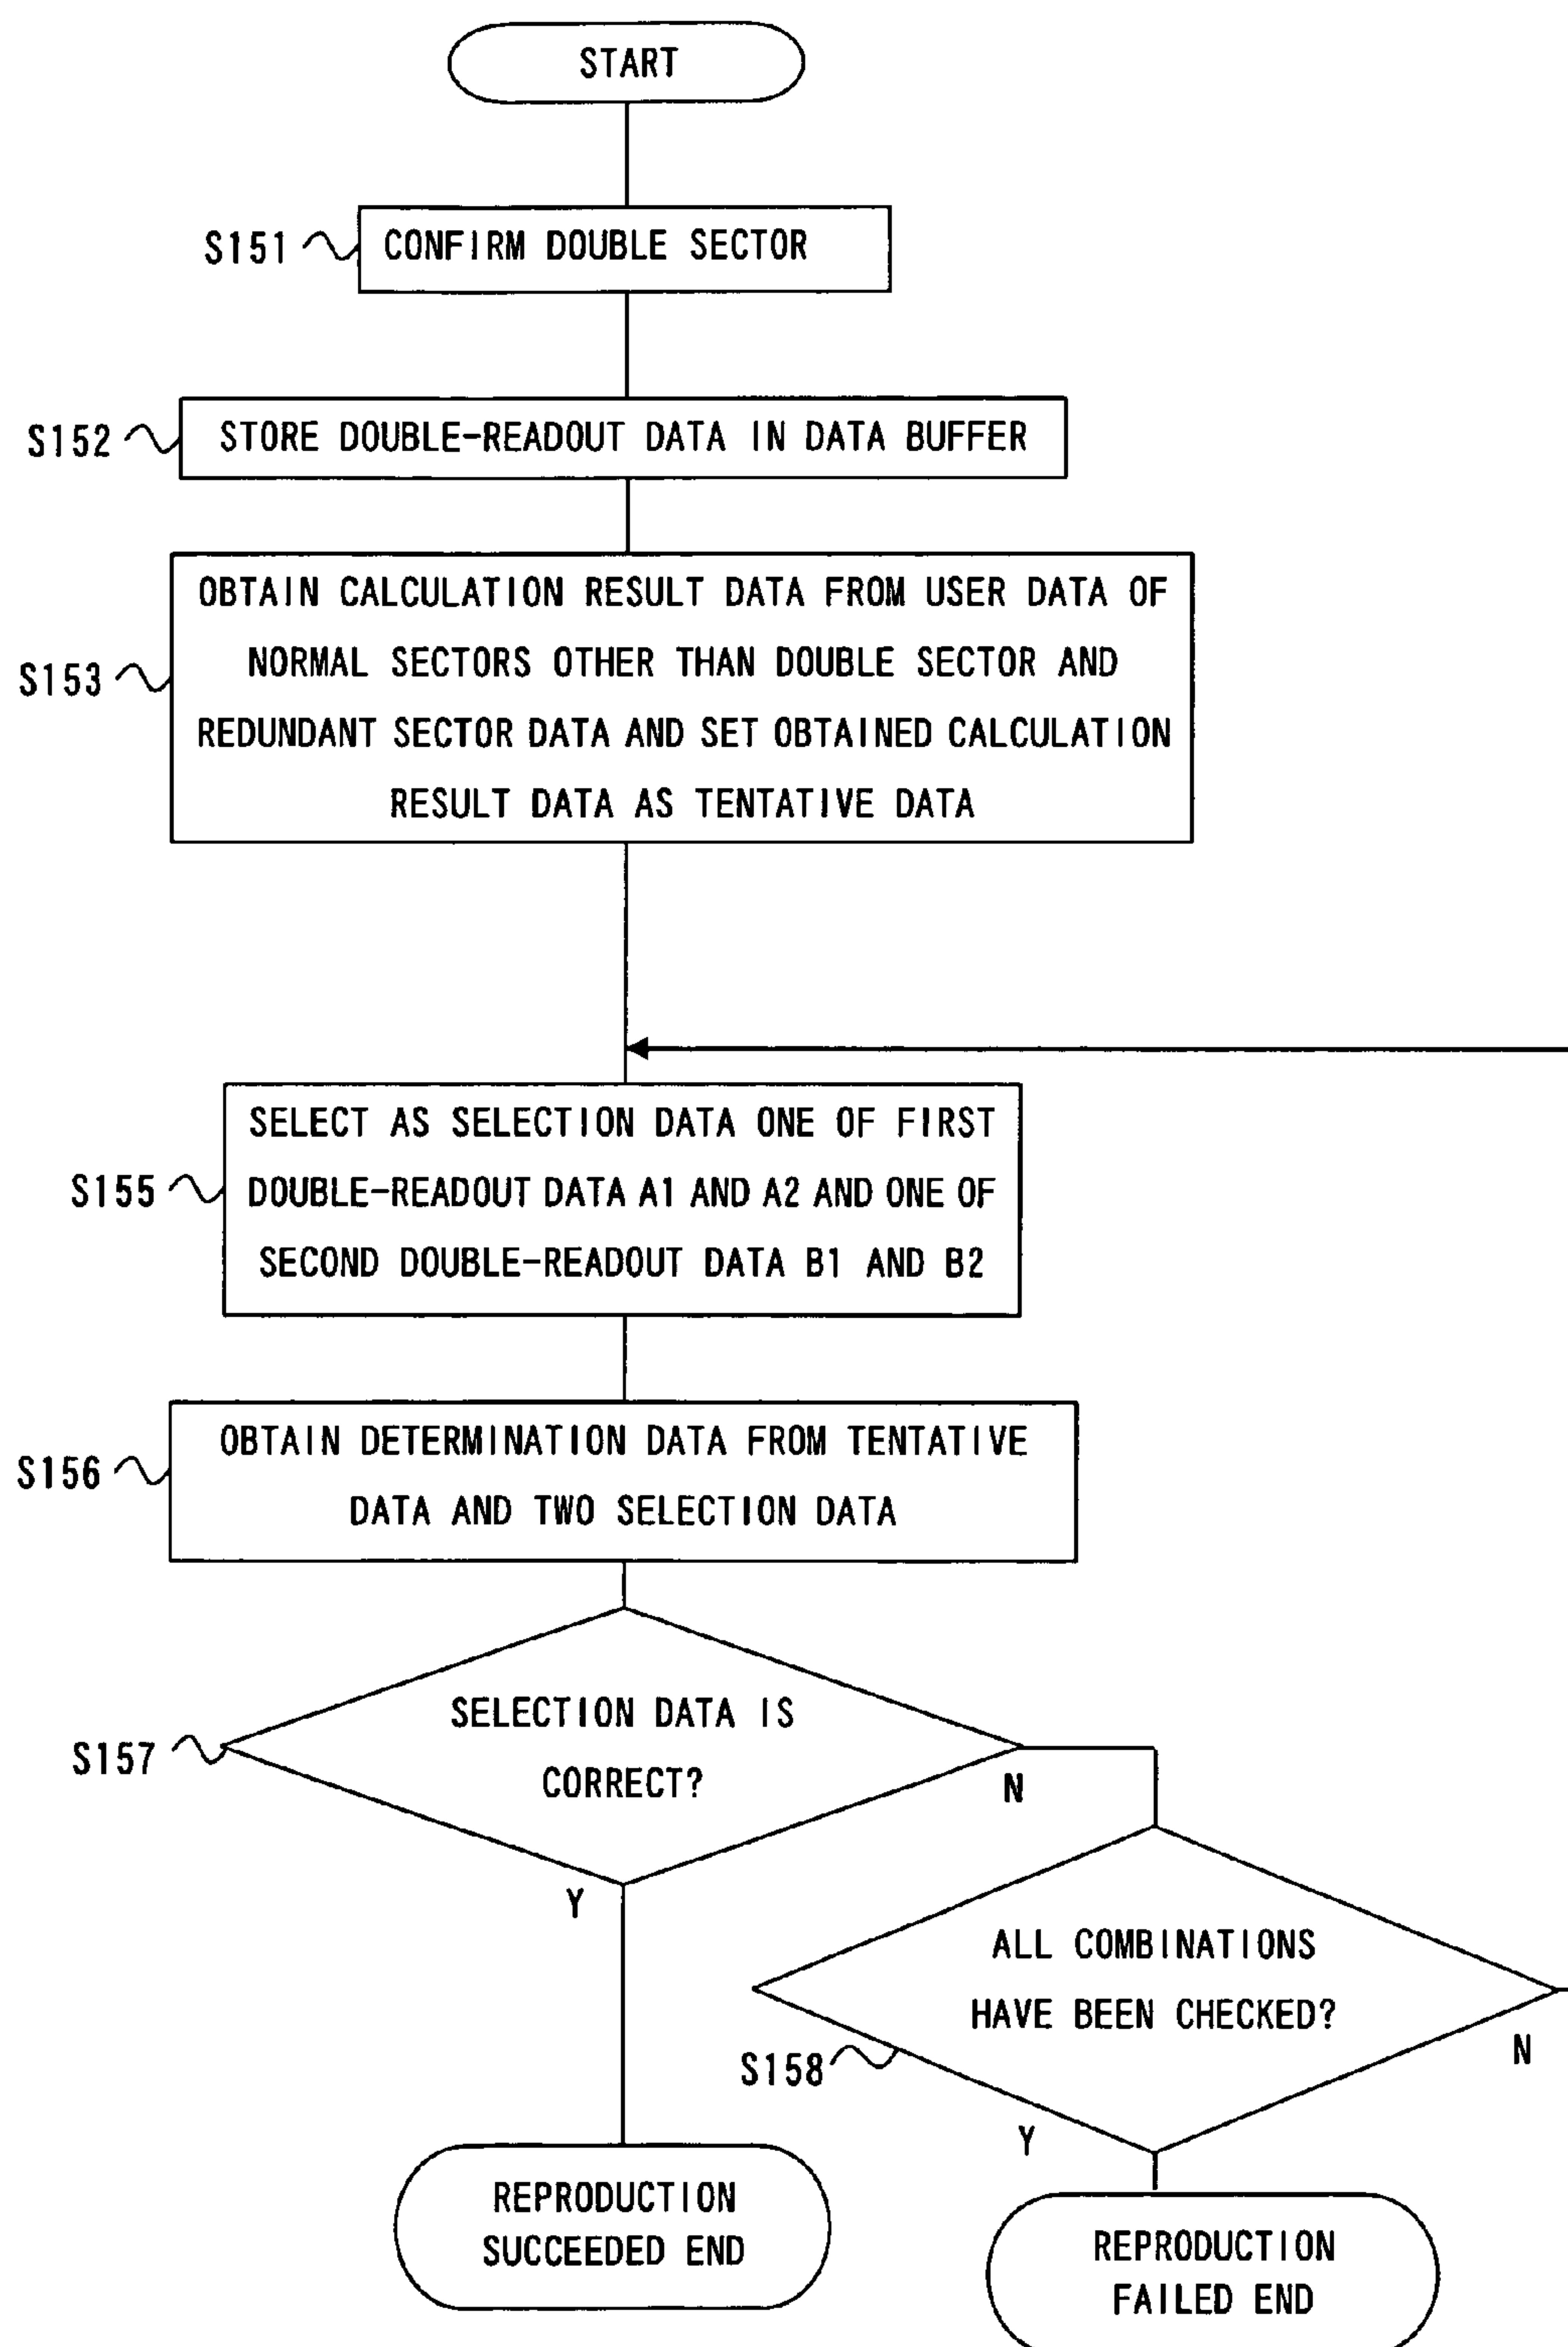 START
S151
CONFIRM DOUBLE SECTOR
S152
STORE DOUBLE-READOUT DATA IN DATA BUFFER
S153
OBTAIN CALCULATION RESULT DATA FROM USER DATA OF
NORMAL SECTORS OTHER THAN DOUBLE SECTOR AND
REDUNDANT SECTOR DATA AND SET OBTAINED CALCULATION
RESULT DATA AS TENTATIVE DATA
S155
SELECT AS SELECTION DATA ONE OF FIRST
DOUBLE-READOUT DATA A1 AND A2 AND ONE OF
SECOND DOUBLE-READOUT DATA B1 AND B2
S156
OBTAIN DETERMINATION DATA FROM TENTATIVE
DATA AND TWO SELECTION DATA
S157
SELECTION DATA IS
CORRECT?
N
Y
ALL COMBINATIONS
HAVE BEEN CHECKED?
S158
N
Y
REPRODUCTION
SUCCEEDED END
REPRODUCTION
FAILED END